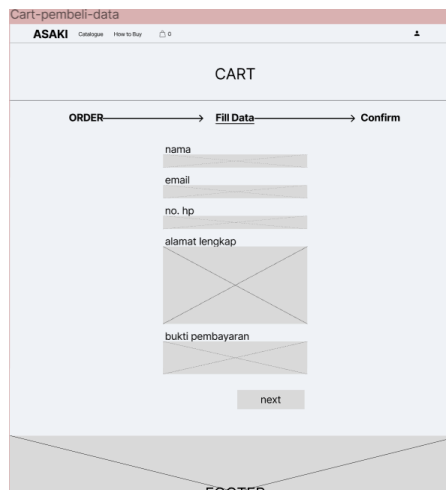 Cart-pembeli-data
ASAKI Catalogue How to Buy 0
CART
ORDER Fill Data Confirm
nama
email
no. hp
alamat lengkap
bukti pembayaran
next
FOOTER